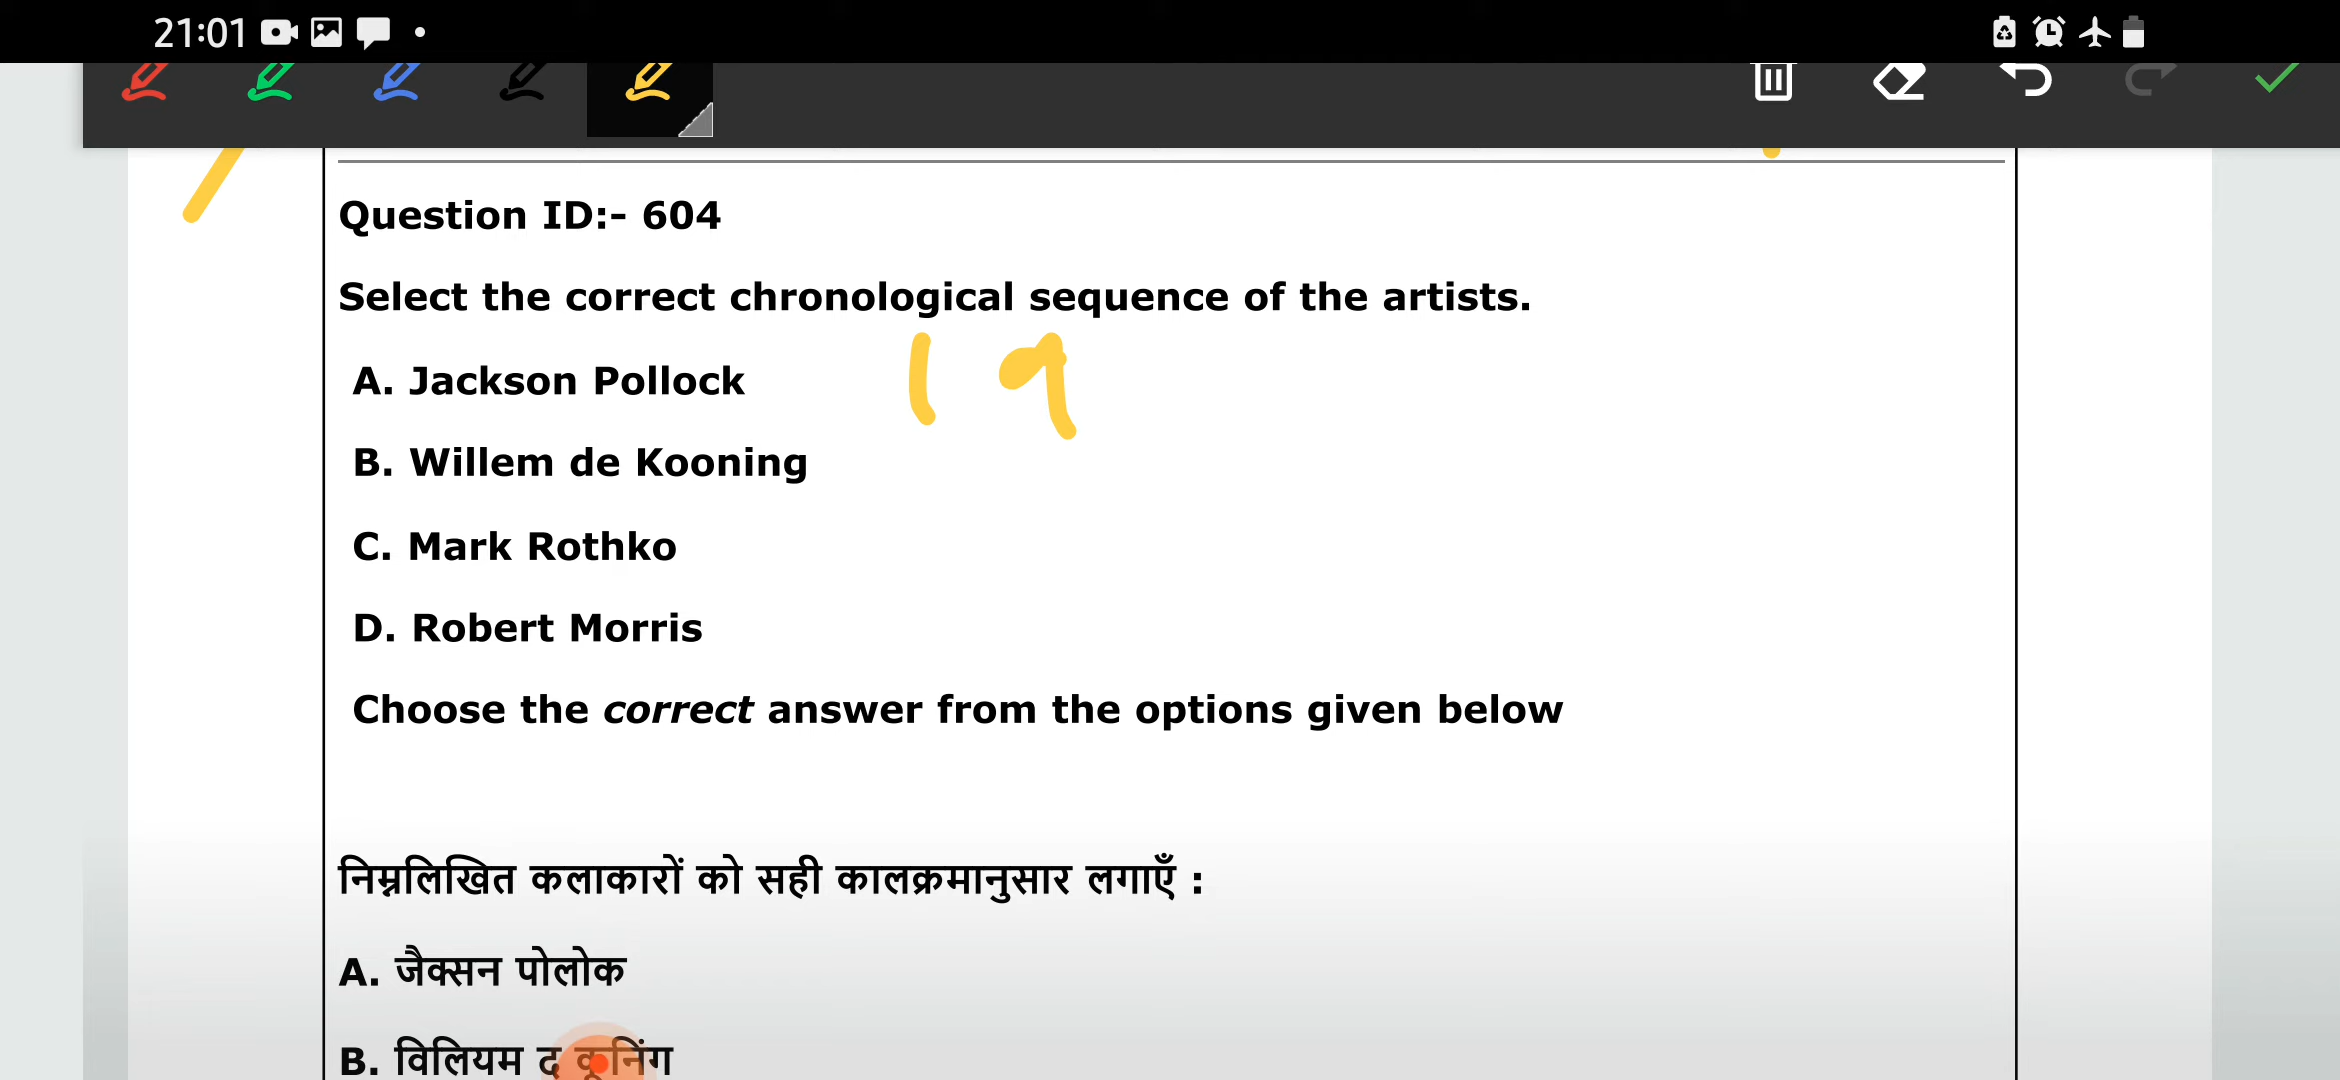 21:01
Question ID:- 604
Select the correct chronological sequence of the artists.
A. Jackson Pollock 19
B. Willem de Kooning
C. Mark Rothko
D. Robert Morris
Choose the correct answer from the options given below
निम्नलिखित कलाकारों को सही कालक्रमानुसार लगाएँ :
A. जैक्सन पोलोक
B. विलियम द कूनिंग